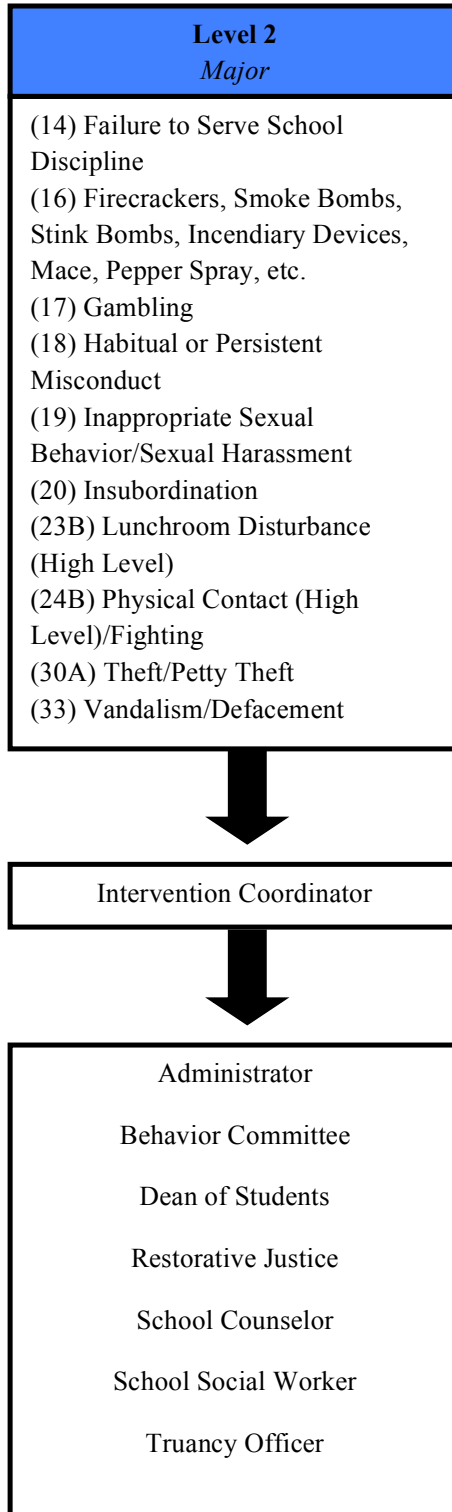 Level 2
Major
(14) Failure to Serve School
Discipline
(16) Firecrackers, Smoke Bombs,
Stink Bombs, Incendiary Devices,
Mace, Pepper Spray, etc.
(17) Gambling
(18) Habitual or Persistent
Misconduct
(19) Inappropriate Sexual
Behavior/Sexual Harassment
(20) Insubordination
(23B) Lunchroom Disturbance
(High Level)
(24B) Physical Contact (High
Level)/Fighting
(30A) Theft/Petty Theft
(33) Vandalism/Defacement
Intervention Coordinator
Administrator
Behavior Committee
Dean of Students
Restorative Justice
School Counselor
School Social Worker
Truancy Officer